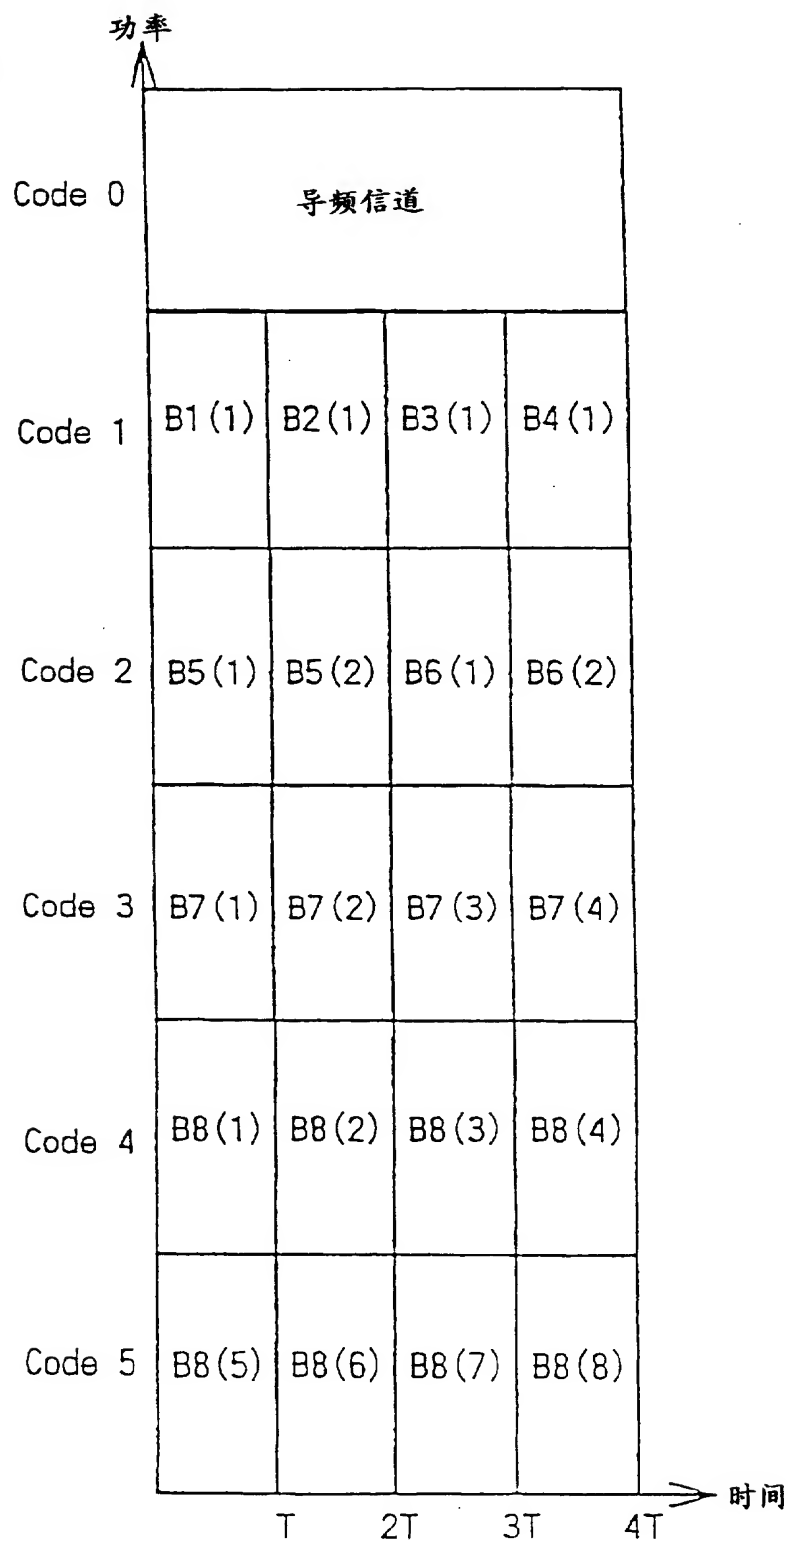 功率
Code 0 导频信道
Code 1 B1(1) B2(1) B3(1) B4(1)
Code 2 B5(1) B5(2) B6(1) B6(2)
Code 3 B7(1) B7(2) B7(3) B7(4)
Code 4 B8(1) B8(2) B8(3) B8(4)
Code 5 B8(5) B8(6) B8(7) B8(8)
时间
T 2T 3T 4T